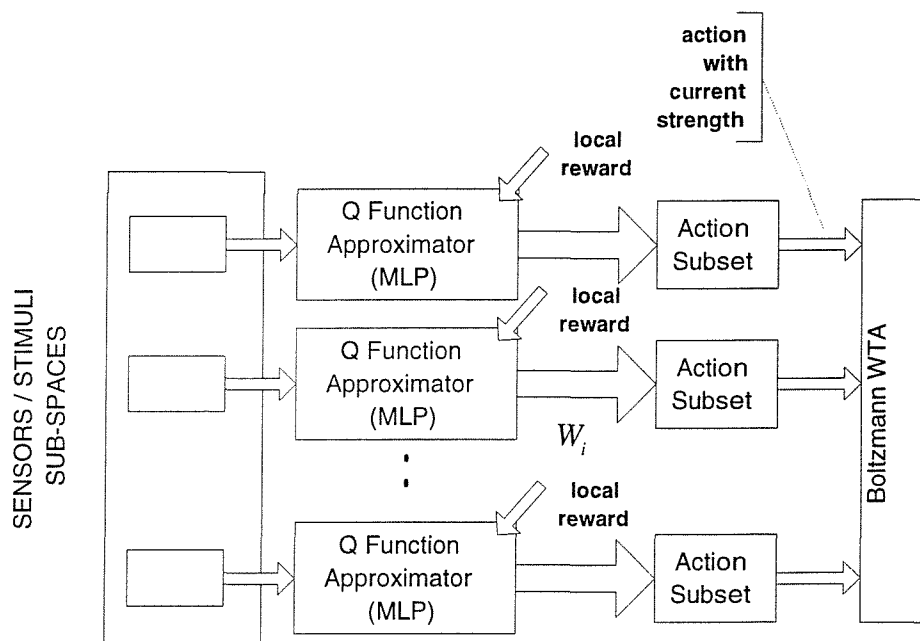 action
with
current
strength
local
reward
Q Function
Approximator
(MLP)
Action
Subset
local
reward
Q Function
Approximator
(MLP)
Action
Subset
W_i
local
reward
Q Function
Approximator
(MLP)
Action
Subset
SENSORS / STIMULI
SUB-SPACES
Boltzmann WTA